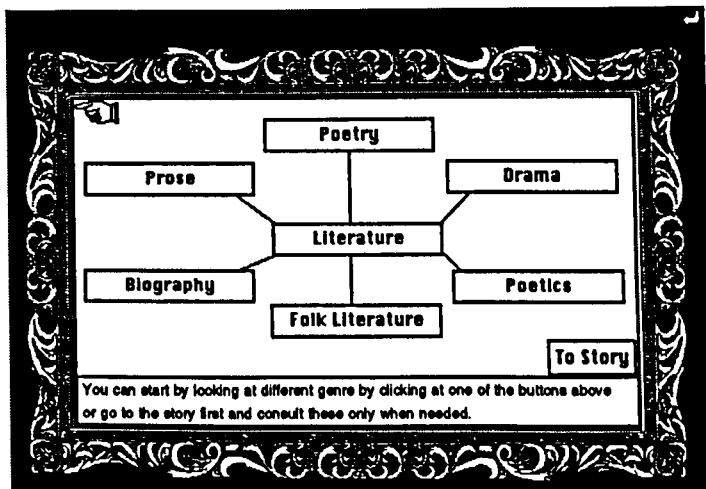 Poetry
Prose
Drama
Literature
Biography
Poetics
Folk Literature
To Story
You can start by looking at different genre by clicking at one of the buttons above
or go to the story first and consult these only when needed.